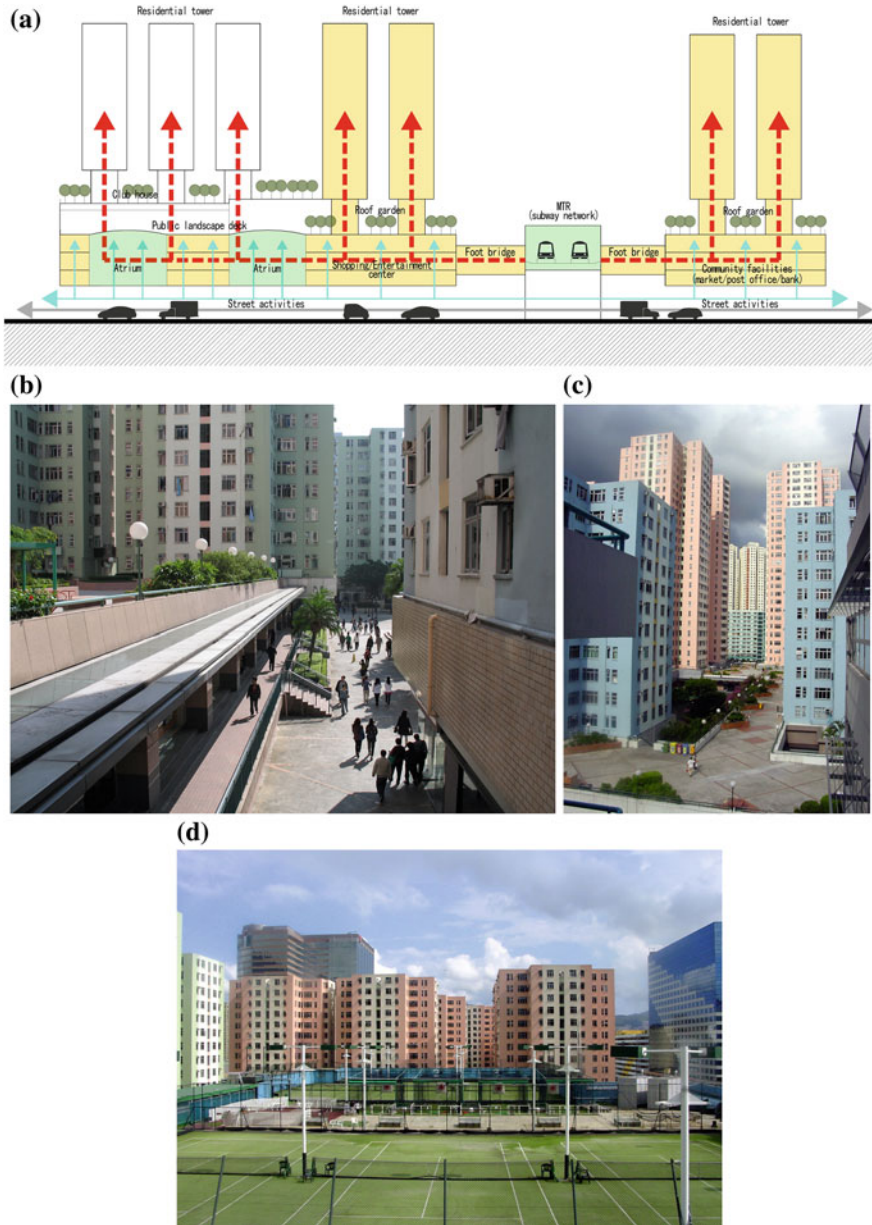 (a)
Residential tower
Residential tower
Residential tower
Club house
Public landscape deck
Roof garden
MTR
(subway network)
Roof garden
Atrium
Atrium
Shopping/Entertainment
center
Foot bridge
Foot bridge
Community facilities
(market/post office/bank)
Street activities
Street activities
(b)
(c)
(d)